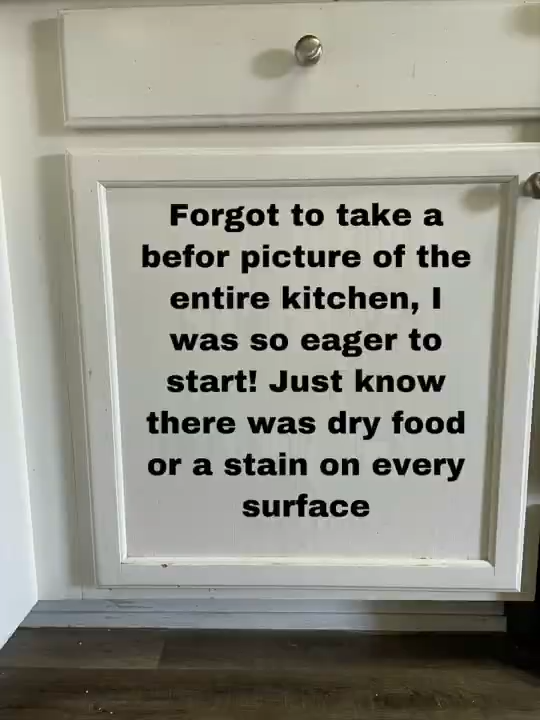 Forgot to take a
befor picture of the
entire kitchen, I
was so eager to
start! Just know
there was dry food
or a stain on every
surface